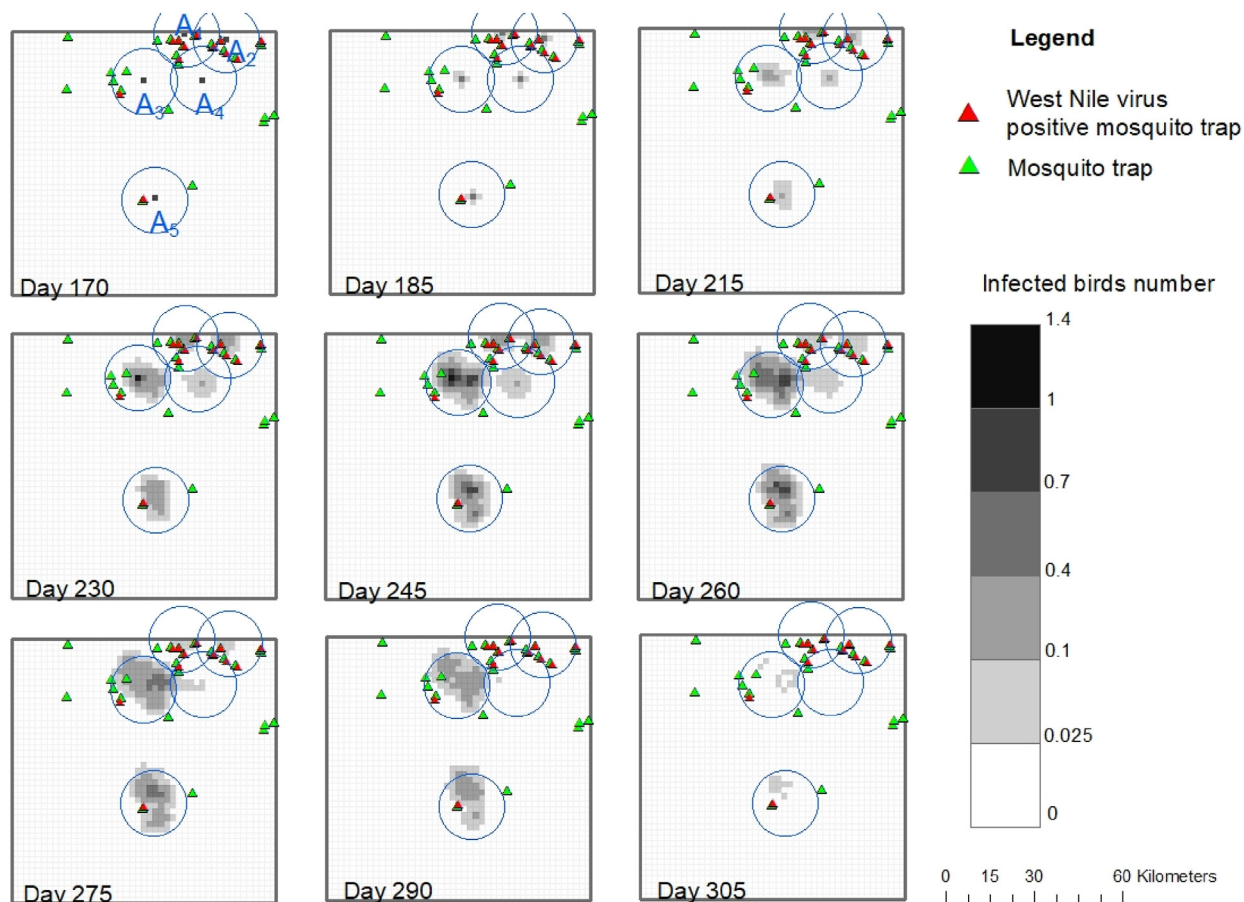 A1
A2
A3
A4
A5
Day 170
Day 185
Day 215
Day 230
Day 245
Day 260
Day 275
Day 290
Day 305
Legend
West Nile virus
positive mosquito trap
Mosquito trap
Infected birds number
1.4
1
0.7
0.4
0.1
0.025
0
0 15 30 60 Kilometers